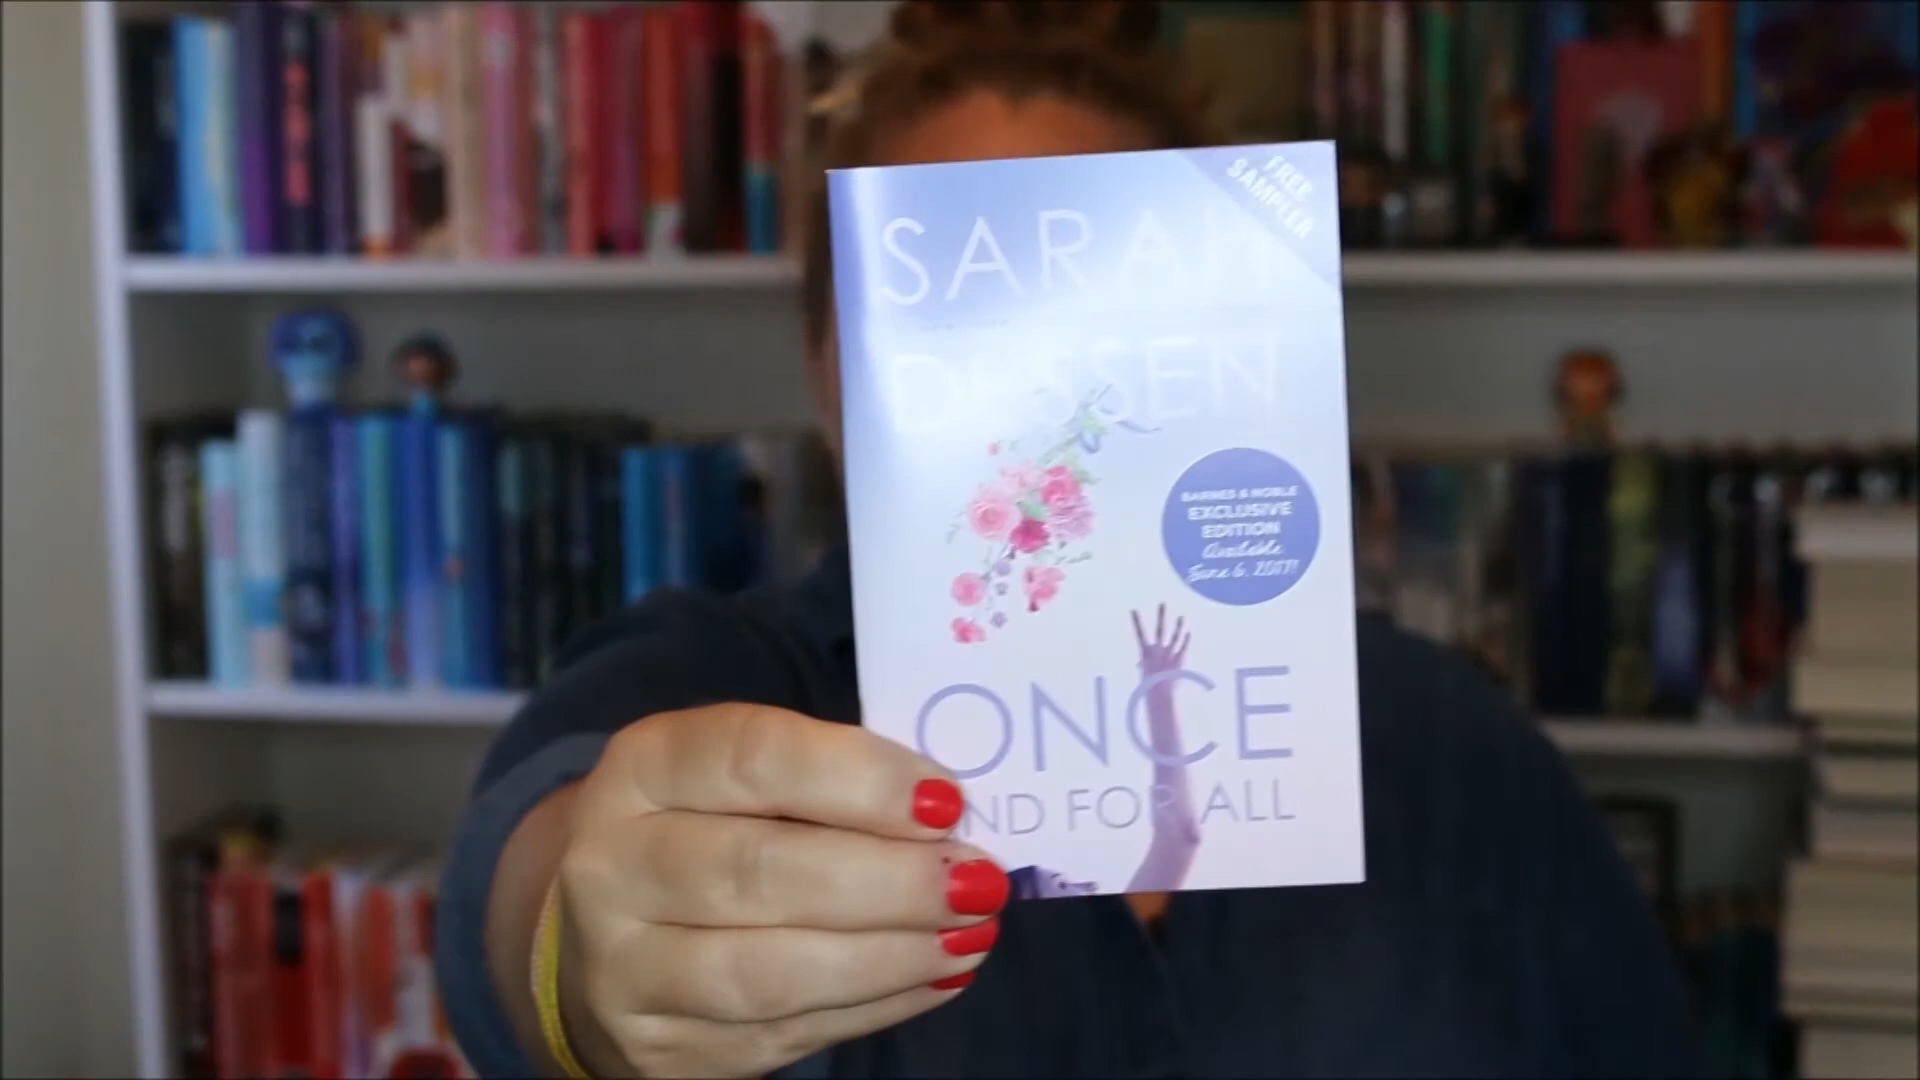 FREE
SAMPLER
SARAH
DESSEN
BARNES & NOBLE
EXCLUSIVE
EDITION
Available
June 6, 2017!
ONCE
AND FOR ALL